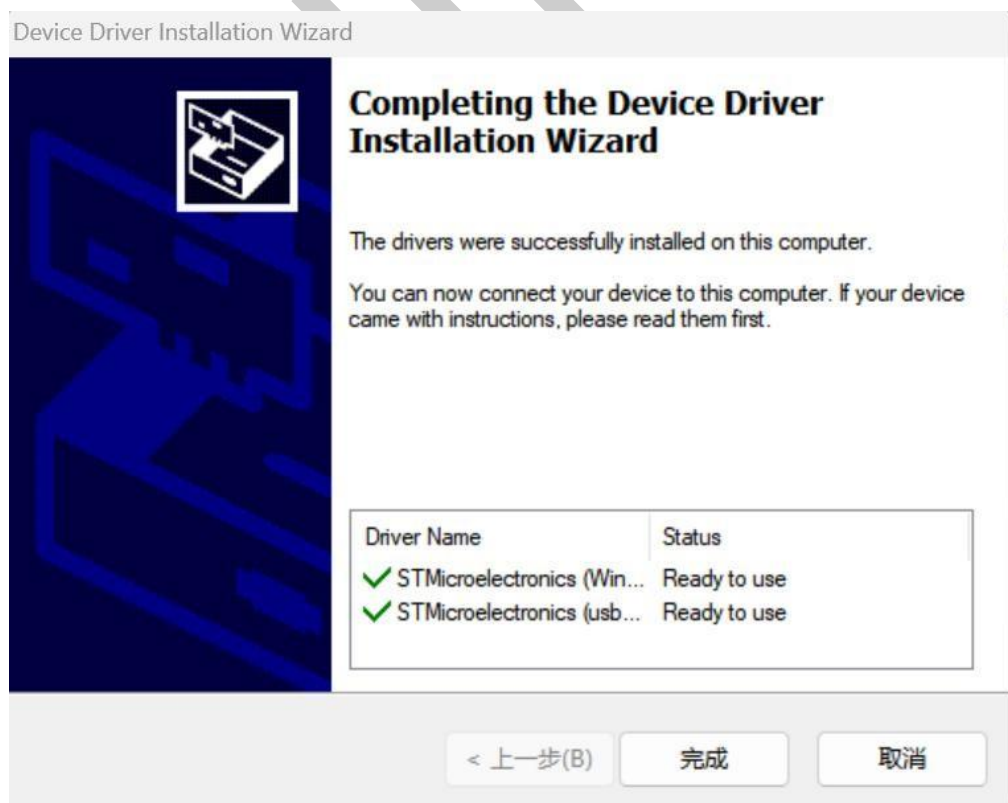 Device Driver Installation Wizard
Completing the Device Driver
Installation Wizard
The drivers were successfully installed on this computer.
You can now connect your device to this computer. If your device
came with instructions, please read them first.
Driver Name Status
STMicroelectronics (Win... Ready to use
STMicroelectronics (usb... Ready to use
< 上一步(B) 完成 取消